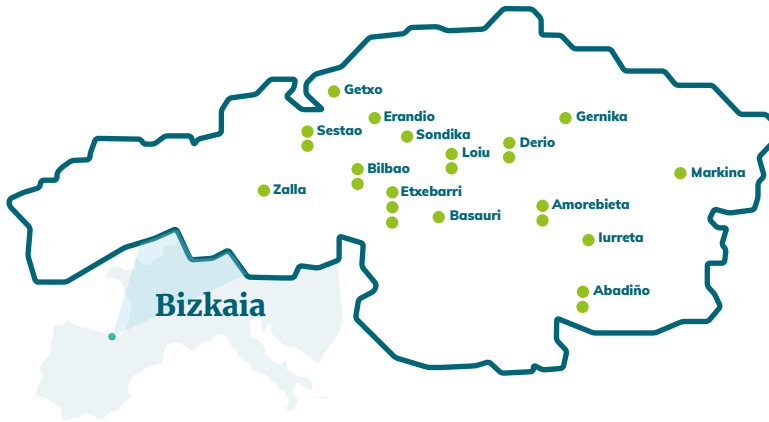 Getxo
Erandio
Gernika
Sestao
Sondika
Derio
Loiu
Bilbao
Markina
Zalla
Etxebarri
Amorebieta
Basauri
Iurreta
Abadiño
Bizkaia